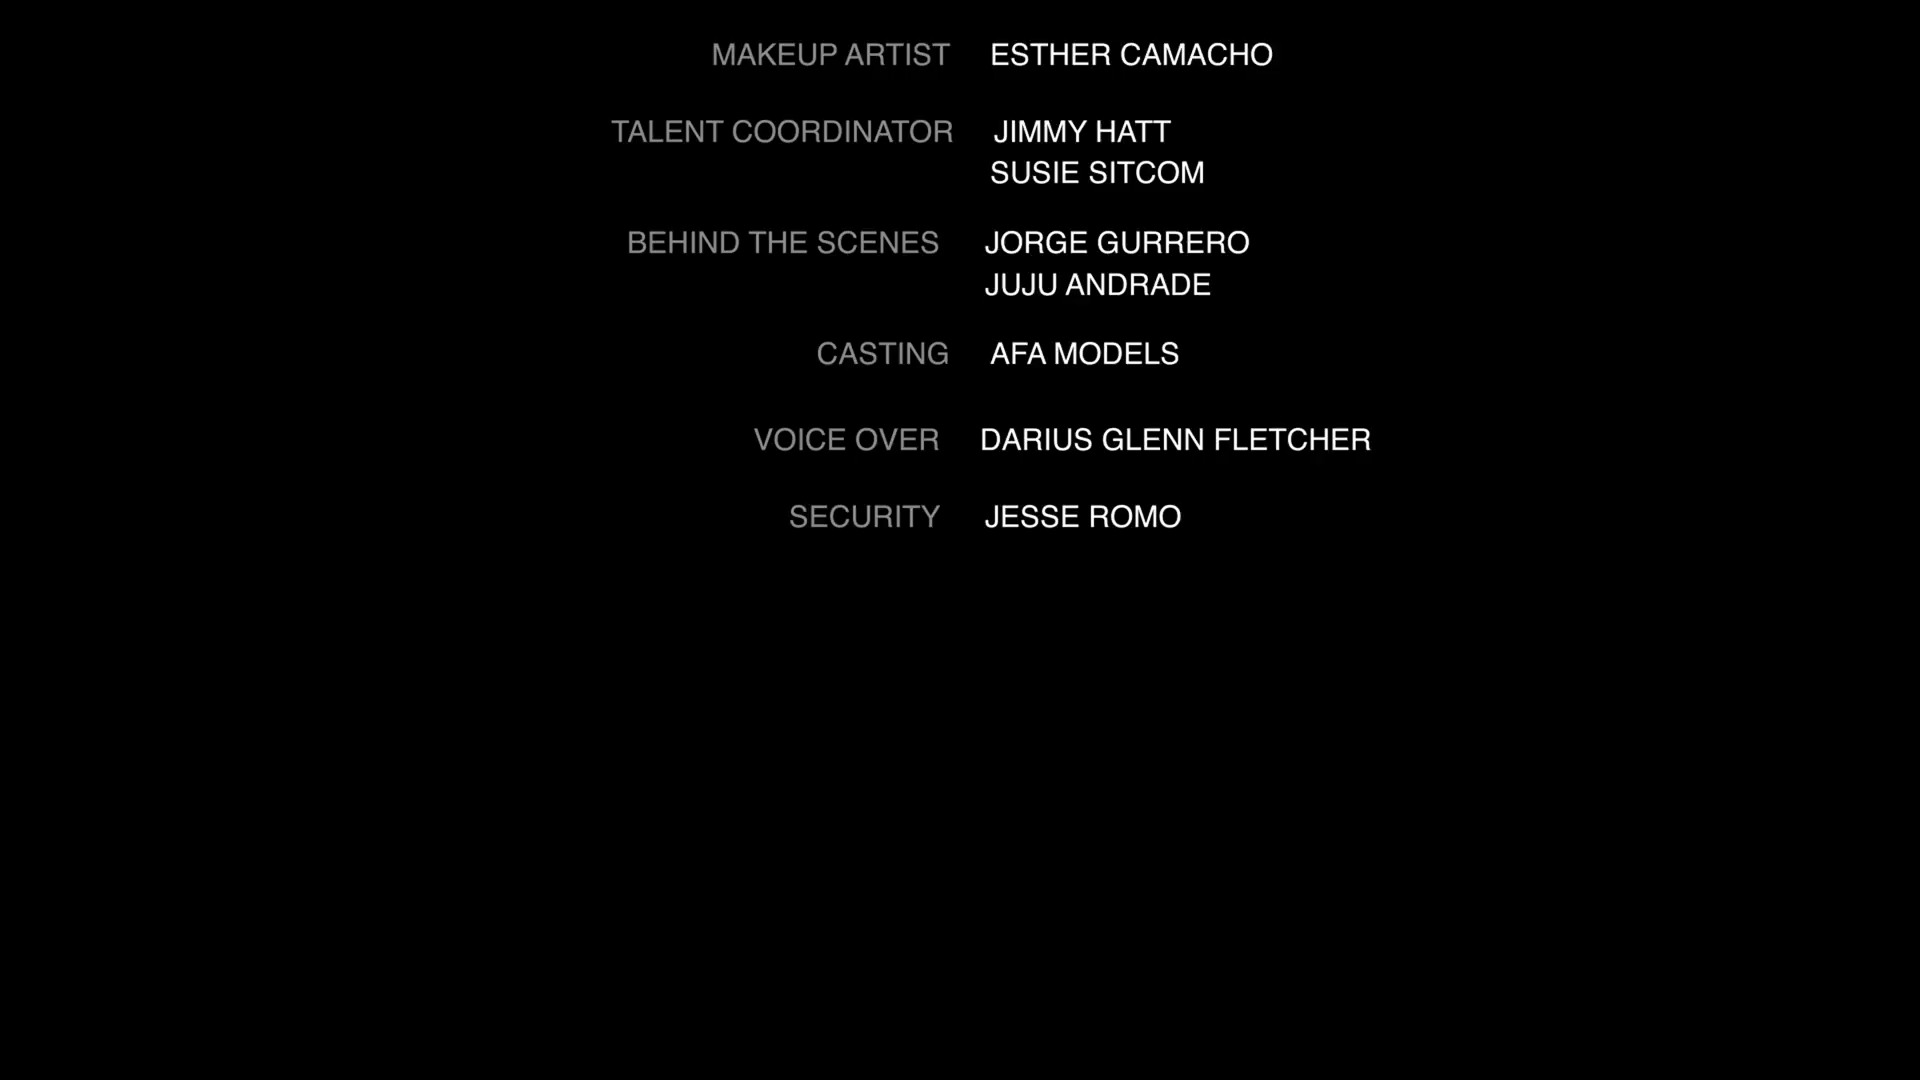 MAKEUP ARTIST ESTHER CAMACHO
TALENT COORDINATOR JIMMY HATT
SUSIE SITCOM
BEHIND THE SCENES JORGE GURRERO
JUJU ANDRADE
CASTING AFA MODELS
VOICE OVER DARIUS GLENN FLETCHER
SECURITY JESSE ROMO